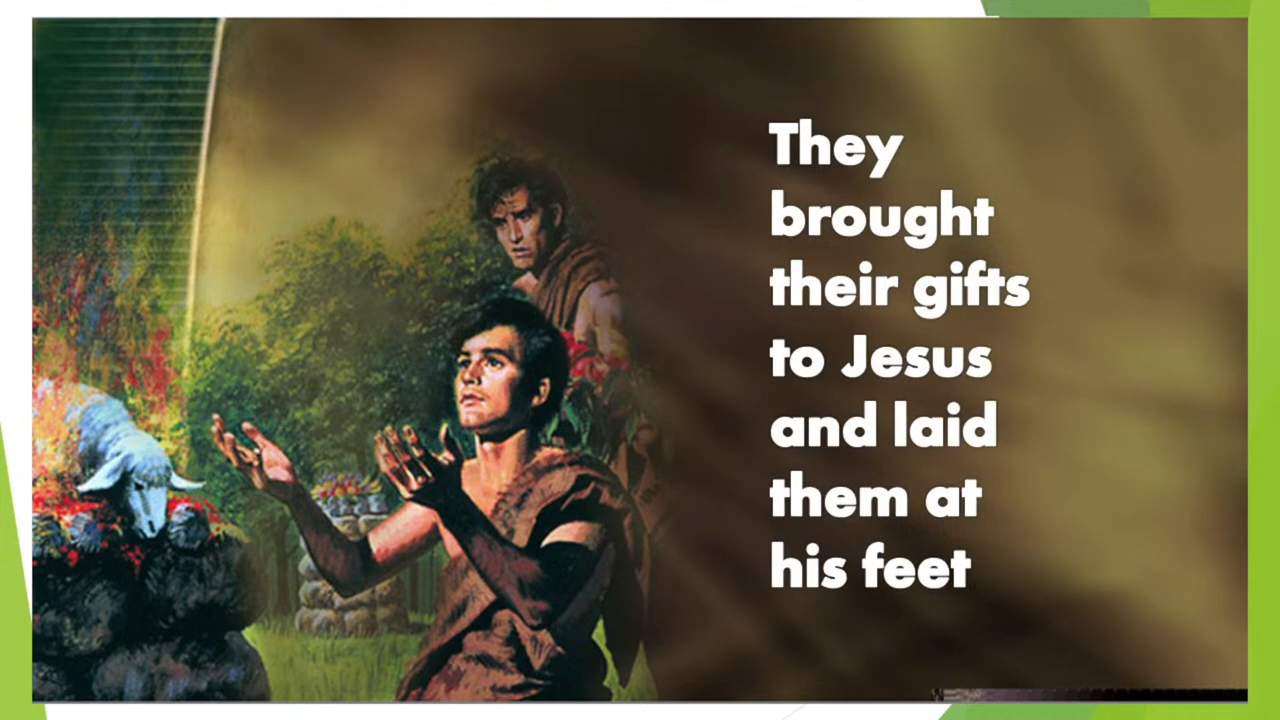 They
brought
their gifts
to Jesus
and laid
them at
his feet